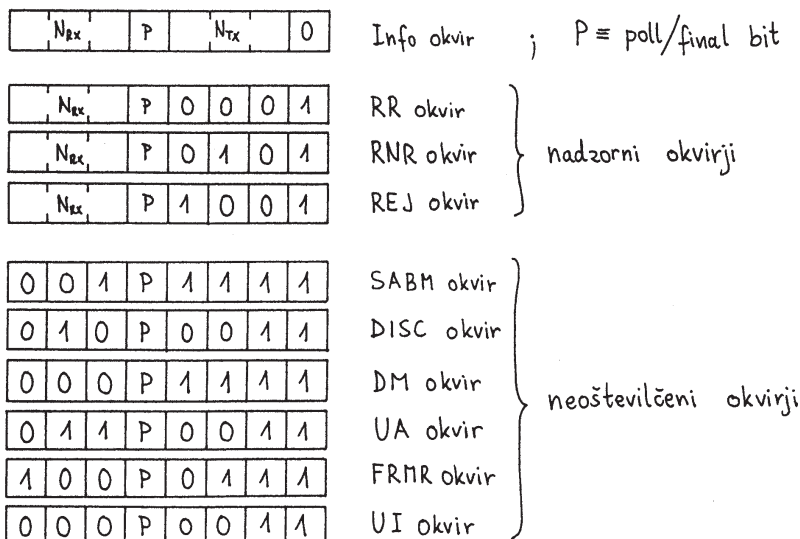 N_RX P N_TX 0 Info okvir ; P ≡ poll/final bit
N_RX P 0 0 0 1 RR okvir
N_RX P 0 1 0 1 RNR okvir nadzorni okvirji
N_RX P 1 0 0 1 REJ okvir
0 0 1 P 1 1 1 1 SABM okvir
0 1 0 P 0 0 1 1 DISC okvir
0 0 0 P 1 1 1 1 DM okvir
neoštevilčeni okvirji
0 1 1 P 0 0 1 1 UA okvir
1 0 0 P 0 1 1 1 FRMR okvir
0 0 0 P 0 0 1 1 UI okvir